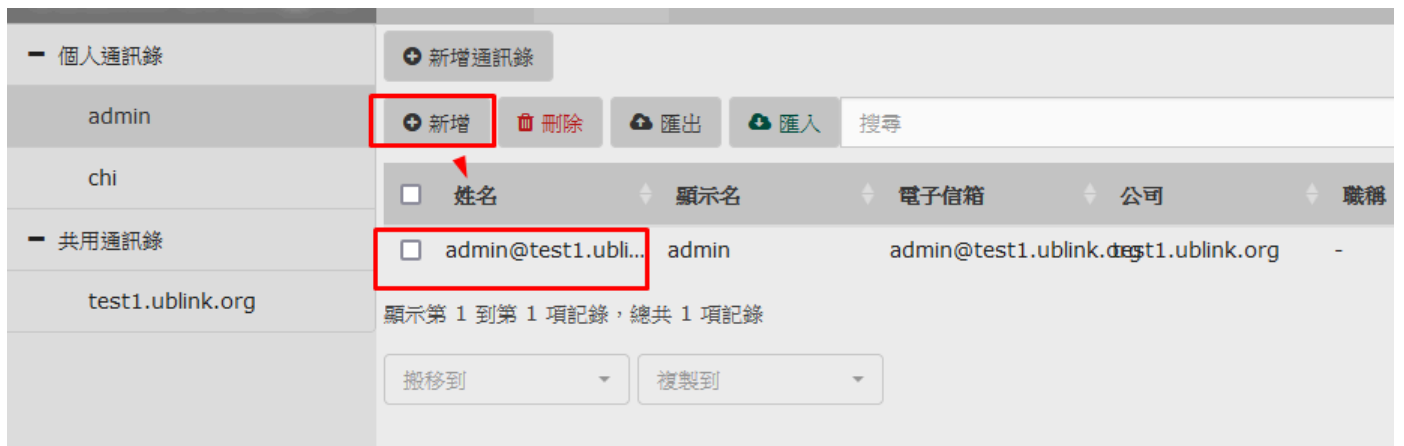 個人通訊錄
admin
chi
共用通訊錄
test1.ublink.org
新增通訊錄
新增 刪除 匯出 匯入 搜尋
姓名 顯示名 電子信箱 公司 職稱
admin@test1.ubli... admin admin@test1.ublink.org test1.ublink.org -
顯示第 1 到第 1 項記錄，總共 1 項記錄
搬移到 複製到